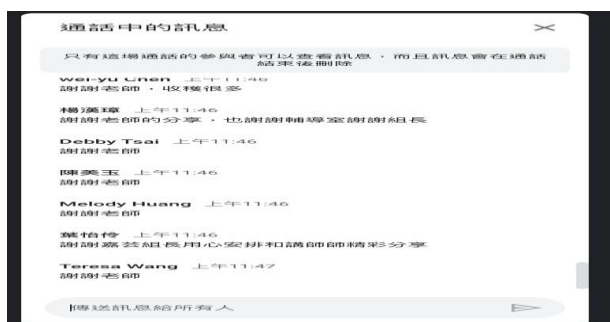 通話中的訊息
只有這場通話的參與者可以查看訊息,而且訊息會在通話
結束後刪除
Wei-yu Chen 上午11:46
謝謝老師,收穫很多
楊漢瑋 上午11:46
謝謝老師的分享,也謝謝輔導室謝謝組長
Debby Tsai 上午11:46
謝謝老師
陳美玉 上午11:46
謝謝老師
Melody Huang 上午11:46
謝謝老師
葉怡伶 上午11:46
謝謝嘉芸組長用心安排和講師師精彩分享
Teresa Wang 上午11:47
謝謝老師
傳送訊息給所有人